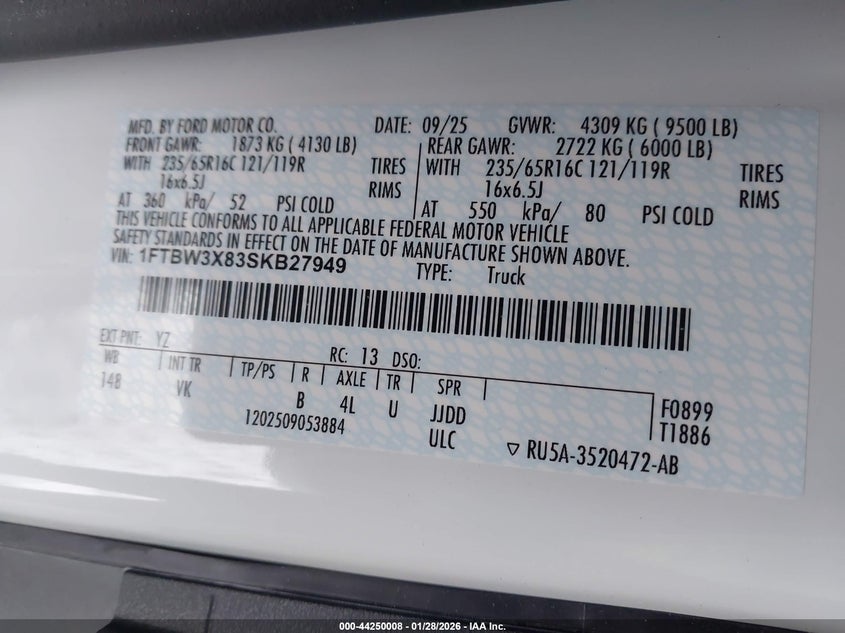 MFD. BY FORD MOTOR CO. DATE: 09/25 GVWR: 4309 KG ( 9500 LB)
FRONT GAWR: 1873 KG ( 4130 LB) REAR GAWR: 2722 KG ( 6000 LB)
WITH 235/65R16C 121/119R TIRES WITH 235/65R16C 121/119R TIRES
16x6.5J RIMS 16x6.5J RIMS
AT 360 kPa/ 52 PSI COLD AT 550 kPa/ 80 PSI COLD
THIS VEHICLE CONFORMS TO ALL APPLICABLE FEDERAL MOTOR VEHICLE
SAFETY STANDARDS IN EFFECT ON THE DATE OF MANUFACTURE SHOWN ABOVE.
VIN: 1FTBW3X83SKB27949 TYPE: Truck
EXT PNT: YZ RC: 13 DSO:
WB INT TR TP/PS R AXLE TR SPR F0899
148 VK B 4L U JJDD T1886
1202509053884 ULC RU5A-3520472-AB
000-44250008 - 01/28/2026 - IAA Inc.